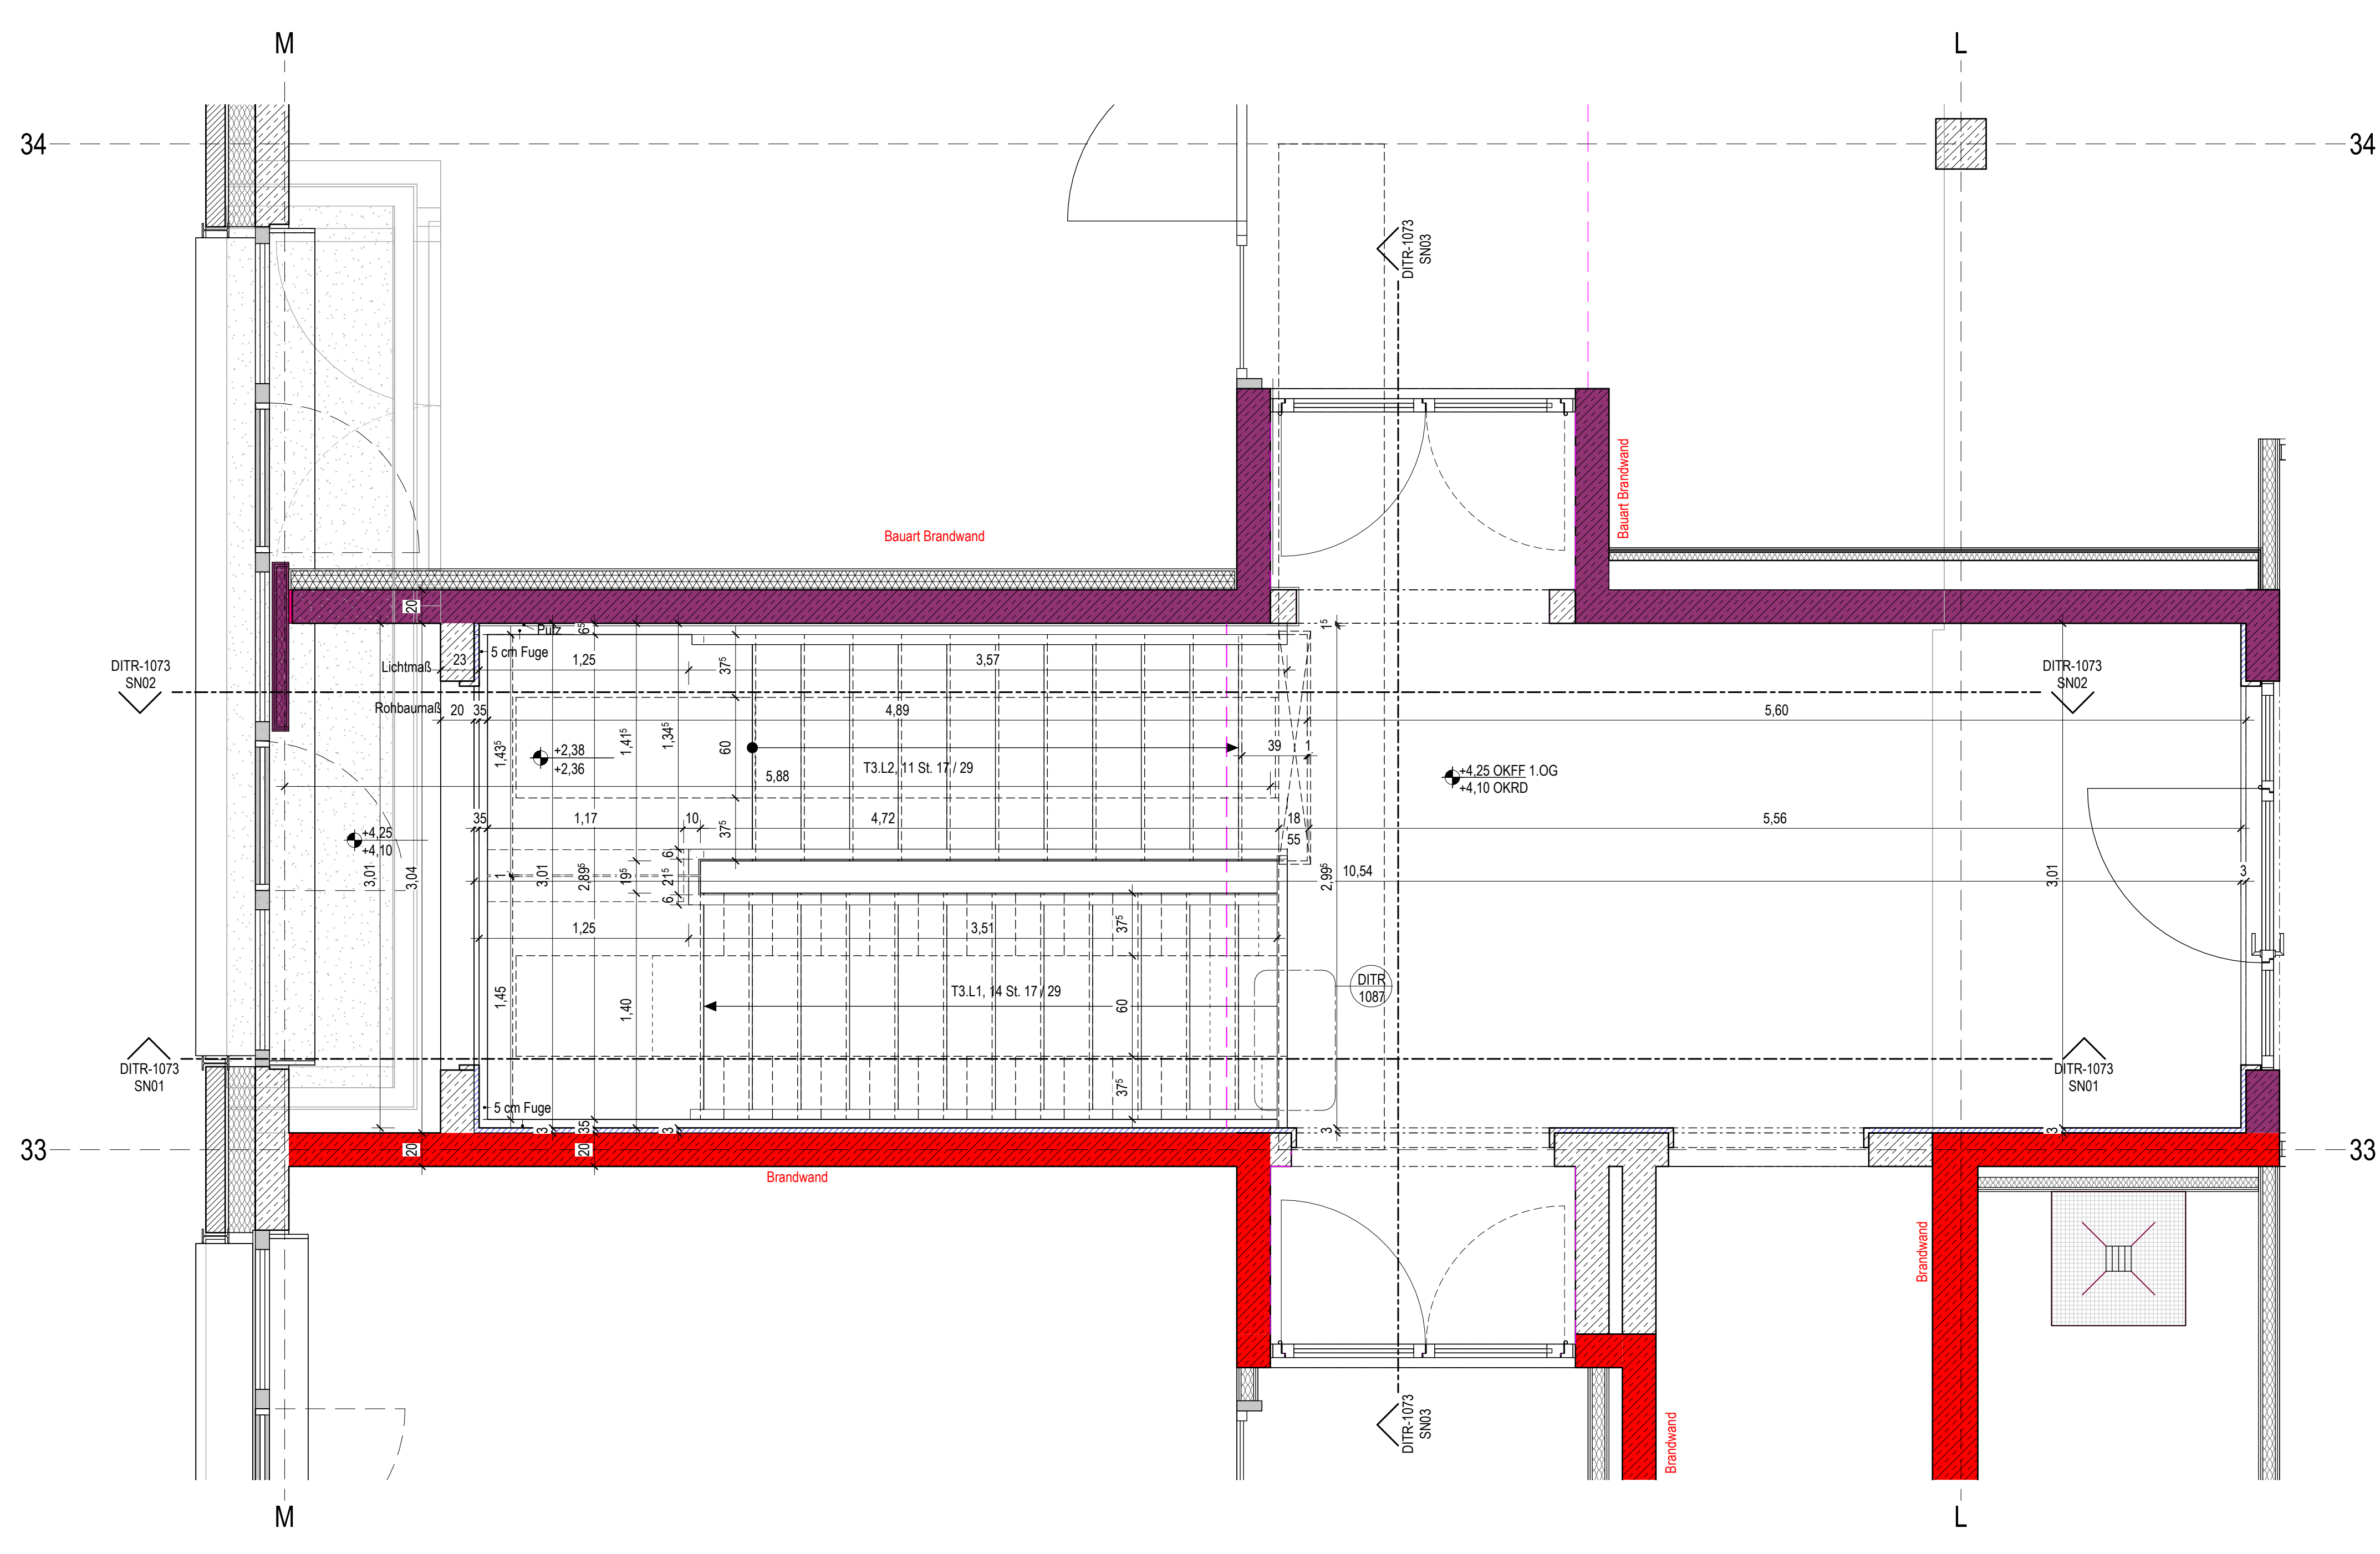 M
L
34
34
DITR-1073
SN03
Bauart Brandwand
Bauart Brandwand
20
Putz
6⁵
1⁵
5 cm Fuge
Lichtmaß
23
1,25
37⁵
3,57
DITR-1073
SN02
DITR-1073
SN02
Rohbaumaß
20
35
4,89
5,60
1,43⁵
1,41⁵
1,34⁵
60
+2,38
+2,36
39
1
5,88
T3.L2, 11 St. 17 / 29
+4,25 OKFF 1.OG
+4,10 OKRD
35
1,17
10
37⁵
4,72
18
55
5,56
+4,25
+4,10
3,01
3,04
1
3,01
2,89⁵
19⁵
6
21⁵
6
2,99⁵
10,54
3,01
3
1,25
3,51
37⁵
1,45
1,40
T3.L1, 14 St. 17 / 29
60
DITR
1087
DITR-1073
SN01
DITR-1073
SN01
37⁵
5 cm Fuge
3
35
3
3
3
33
20
20
33
Brandwand
Brandwand
Brandwand
DITR-1073
SN03
M
L